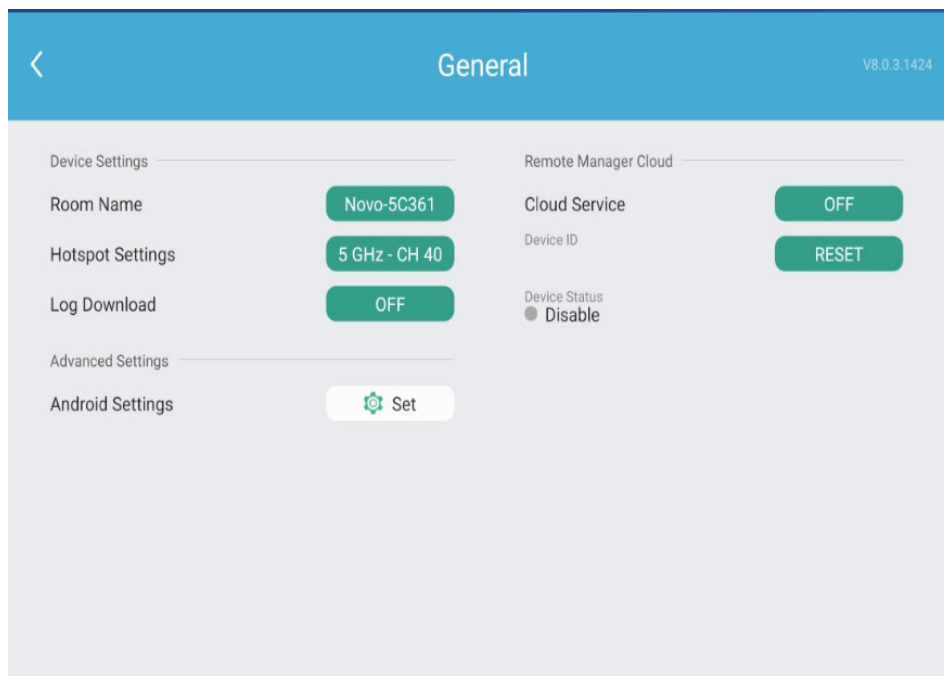 General
V8.0.3.1424
Device Settings
Room Name Novo-5C361
Hotspot Settings 5 GHz - CH 40
Log Download OFF
Advanced Settings
Android Settings Set
Remote Manager Cloud
Cloud Service OFF
Device ID RESET
Device Status
Disable